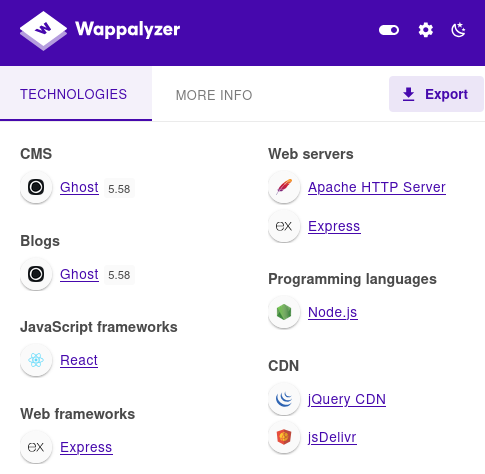 Wappalyzer
TECHNOLOGIES
MORE INFO
Export
CMS
Ghost 5.58
Blogs
Ghost 5.58
JavaScript frameworks
React
Web frameworks
ex Express
Web servers
Apache HTTP Server
ex Express
Programming languages
Node.js
CDN
jQuery CDN
jsDelivr